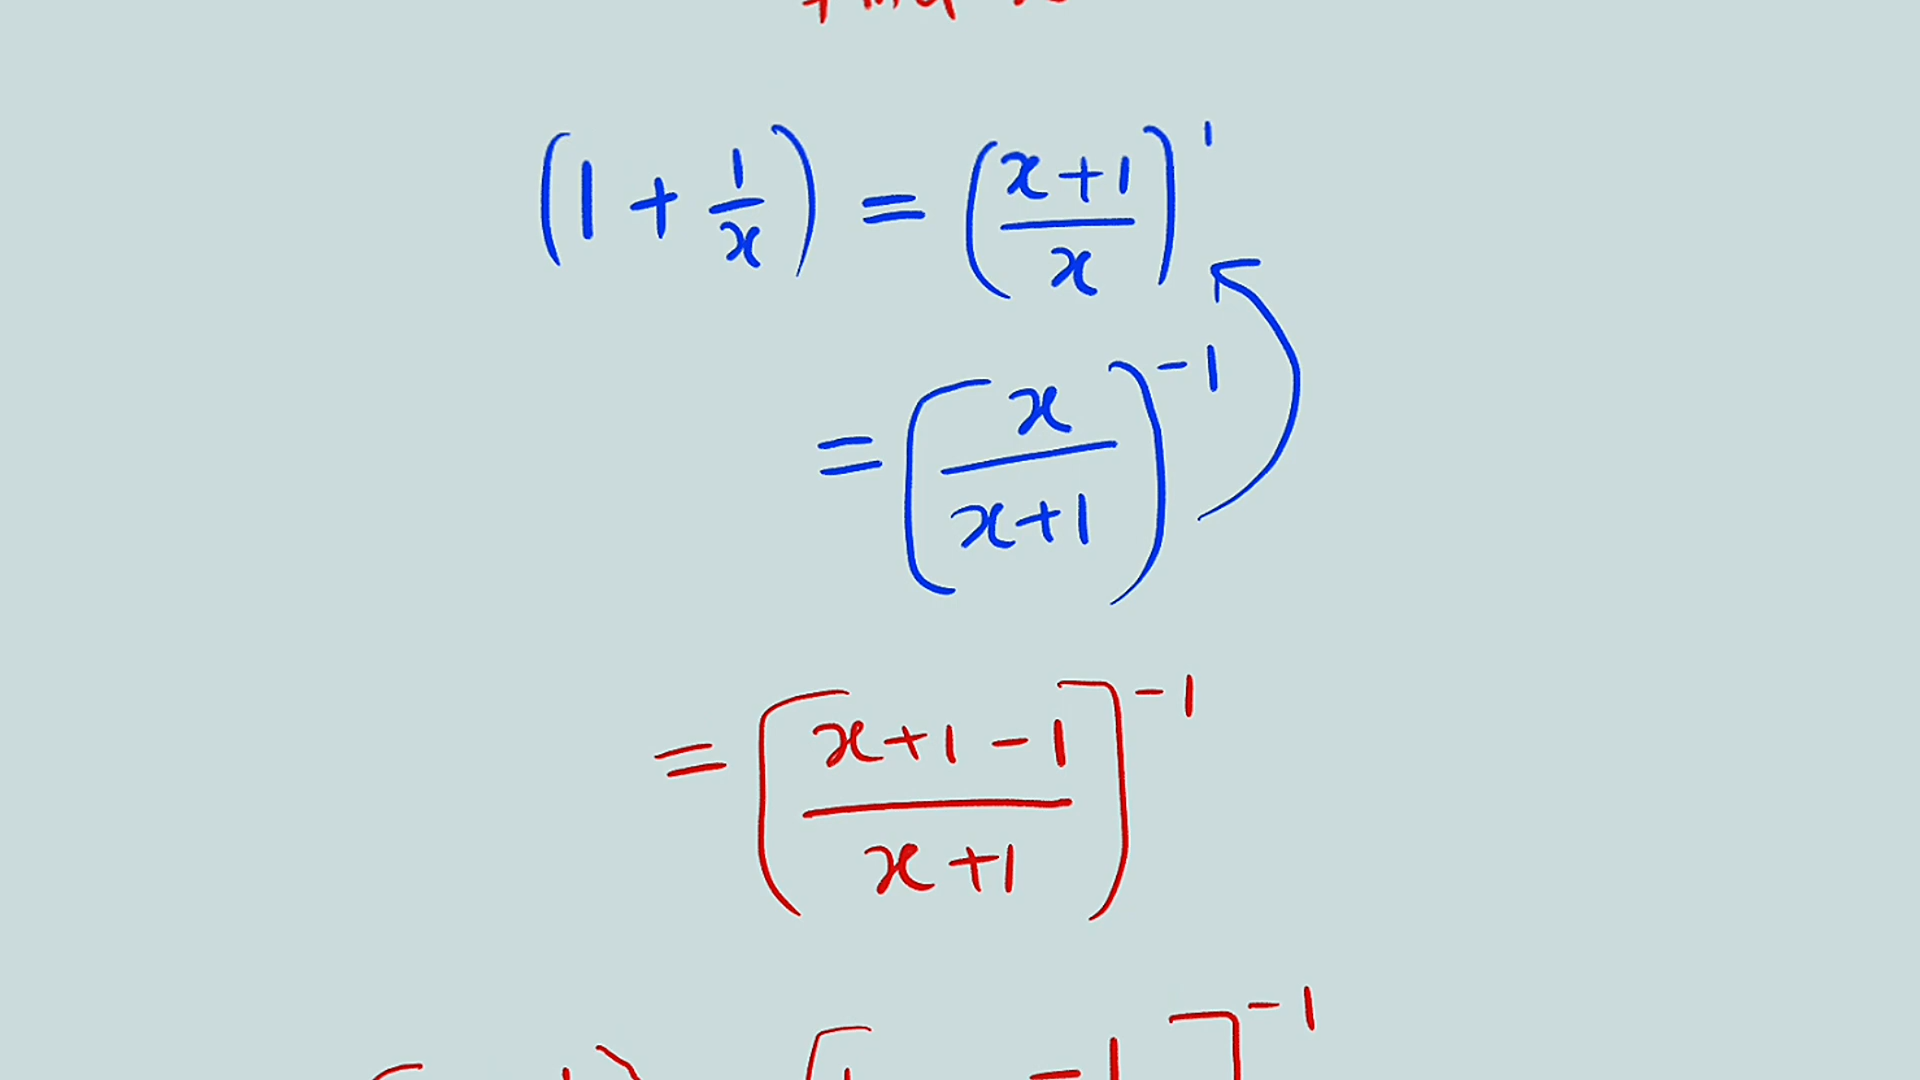 (1 + 1/x) = ((x+1)/x)^1
= (x/(x+1))^-1
= [(x+1-1)/(x+1)]^-1